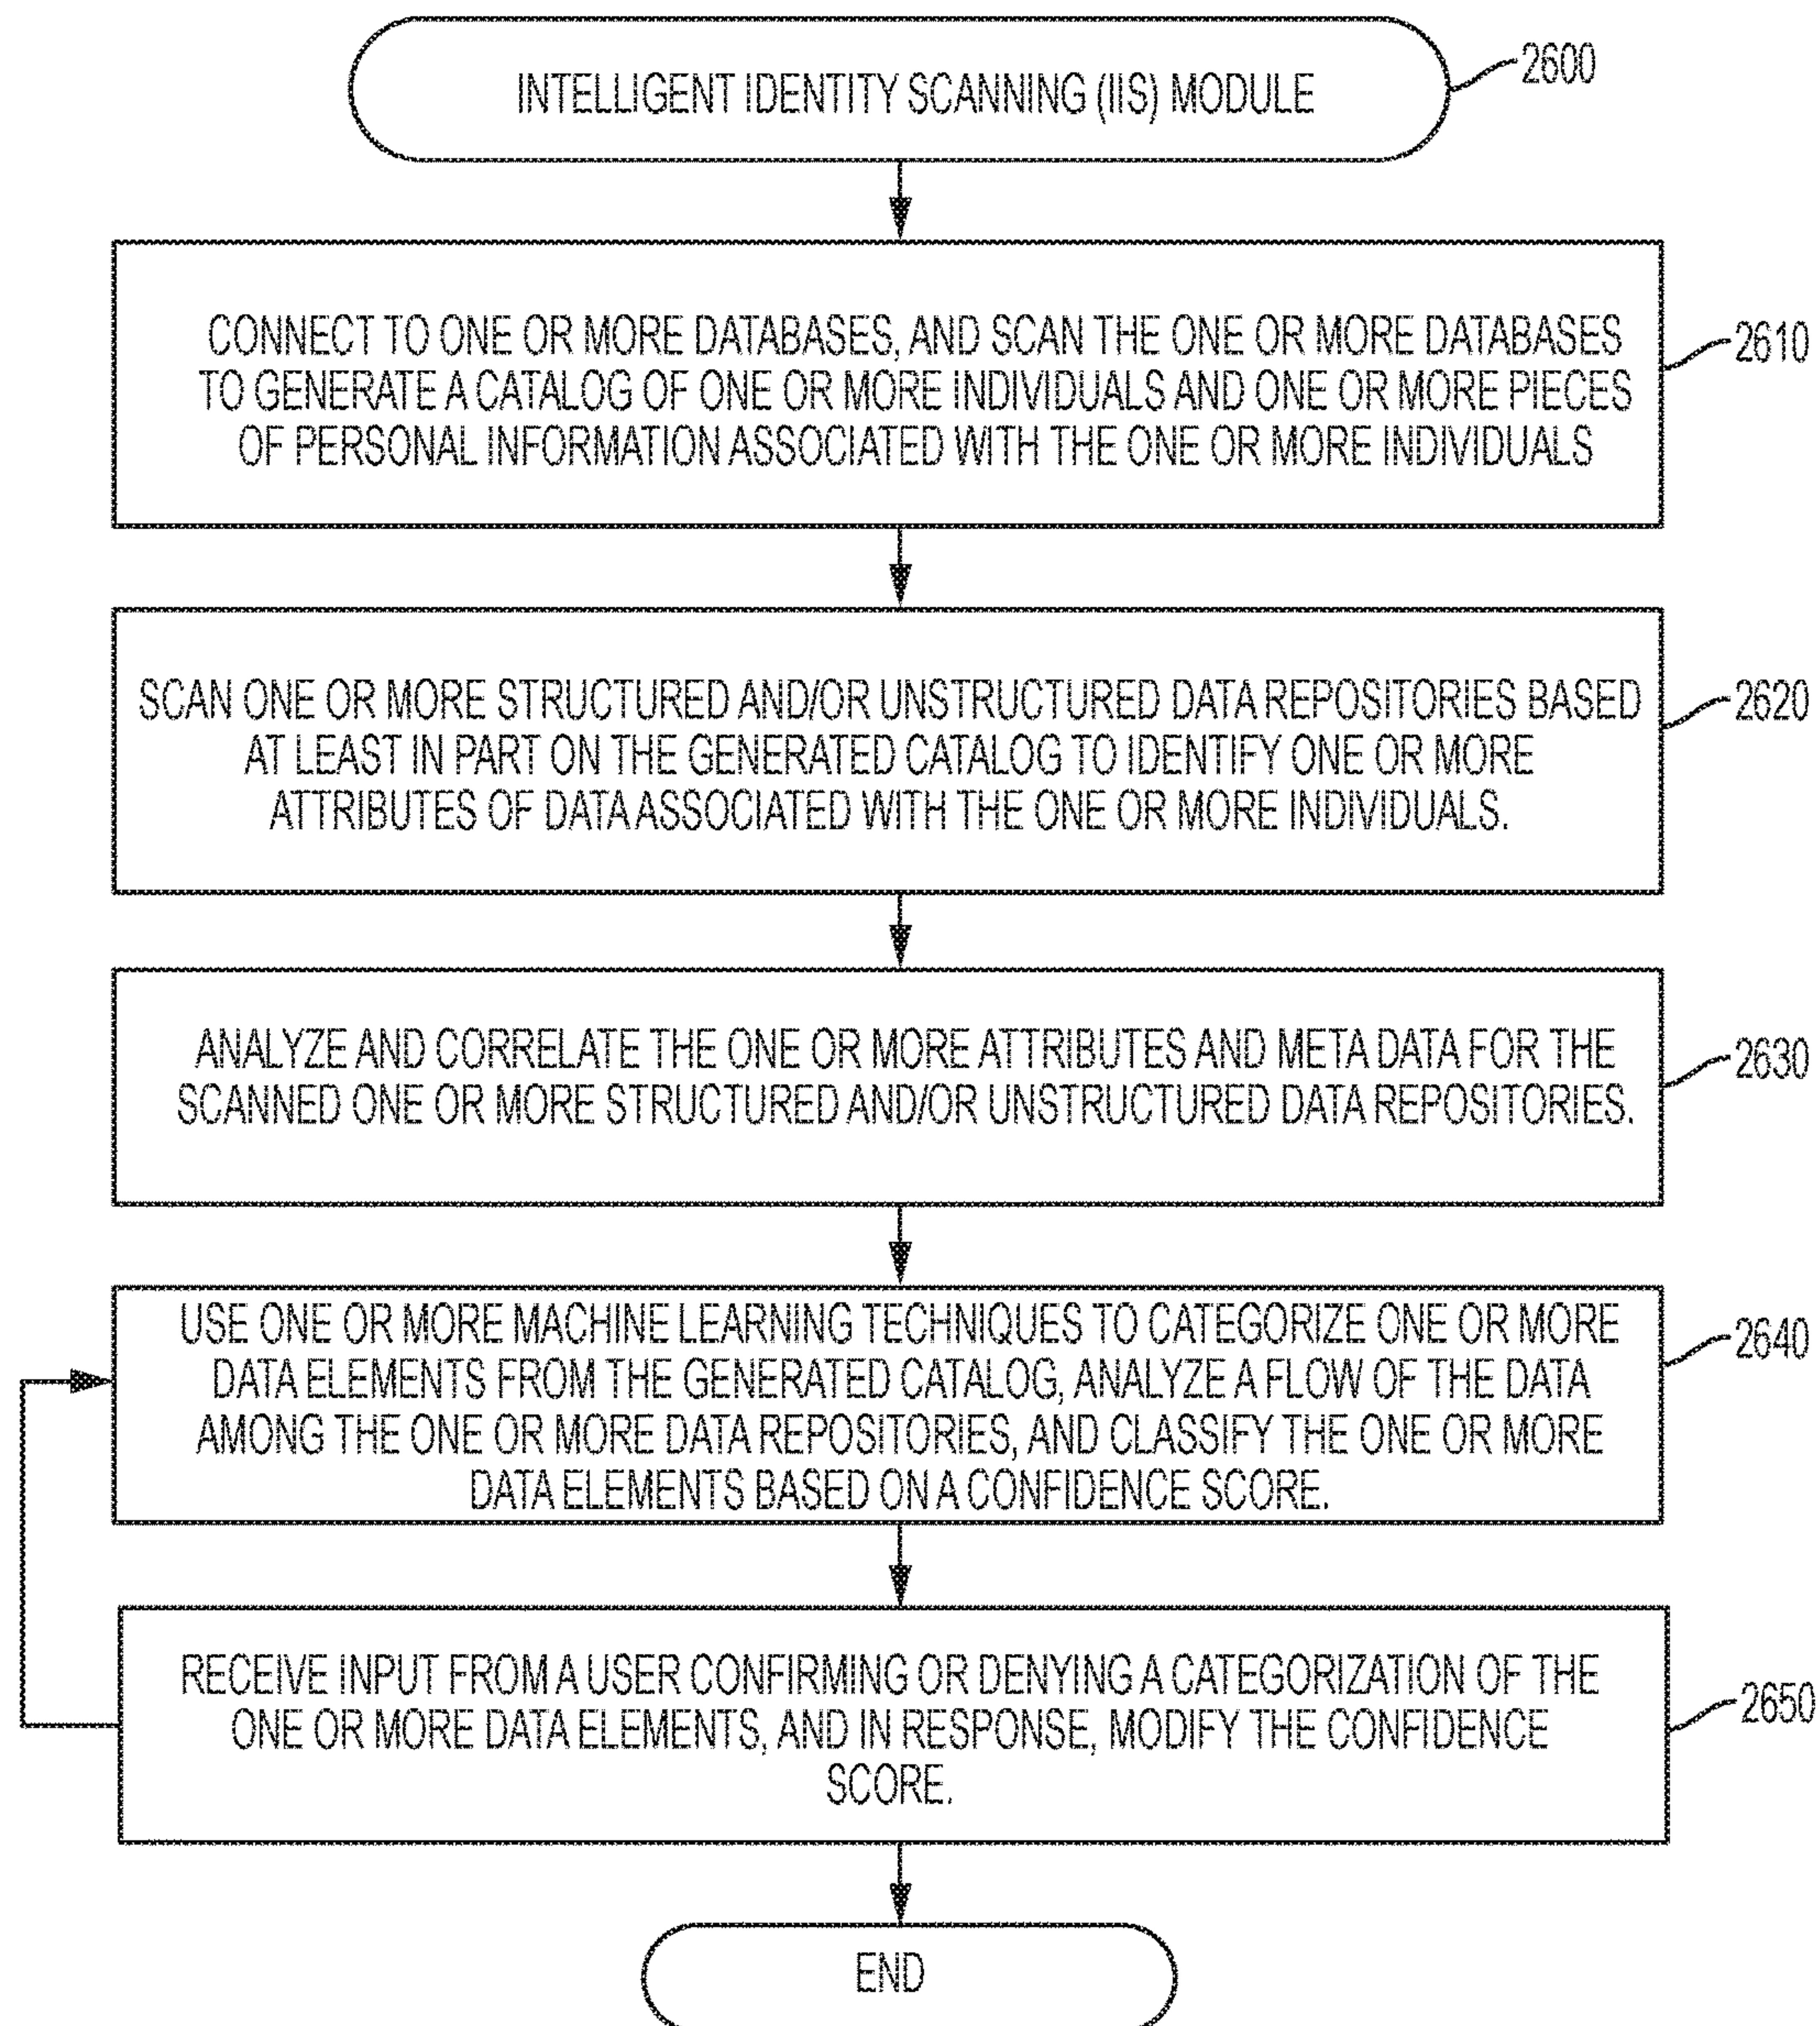 INTELLIGENT IDENTITY SCANNING (IIS) MODULE
2600
CONNECT TO ONE OR MORE DATABASES, AND SCAN THE ONE OR MORE DATABASES
TO GENERATE A CATALOG OF ONE OR MORE INDIVIDUALS AND ONE OR MORE PIECES
OF PERSONAL INFORMATION ASSOCIATED WITH THE ONE OR MORE INDIVIDUALS
2610
SCAN ONE OR MORE STRUCTURED AND/OR UNSTRUCTURED DATA REPOSITORIES BASED
AT LEAST IN PART ON THE GENERATED CATALOG TO IDENTIFY ONE OR MORE
ATTRIBUTES OF DATA ASSOCIATED WITH THE ONE OR MORE INDIVIDUALS.
2620
ANALYZE AND CORRELATE THE ONE OR MORE ATTRIBUTES AND META DATA FOR THE
SCANNED ONE OR MORE STRUCTURED AND/OR UNSTRUCTURED DATA REPOSITORIES.
2630
USE ONE OR MORE MACHINE LEARNING TECHNIQUES TO CATEGORIZE ONE OR MORE
DATA ELEMENTS FROM THE GENERATED CATALOG, ANALYZE A FLOW OF THE DATA
AMONG THE ONE OR MORE DATA REPOSITORIES, AND CLASSIFY THE ONE OR MORE
DATA ELEMENTS BASED ON A CONFIDENCE SCORE.
2640
RECEIVE INPUT FROM A USER CONFIRMING OR DENYING A CATEGORIZATION OF THE
ONE OR MORE DATA ELEMENTS, AND IN RESPONSE, MODIFY THE CONFIDENCE
SCORE.
2650
END